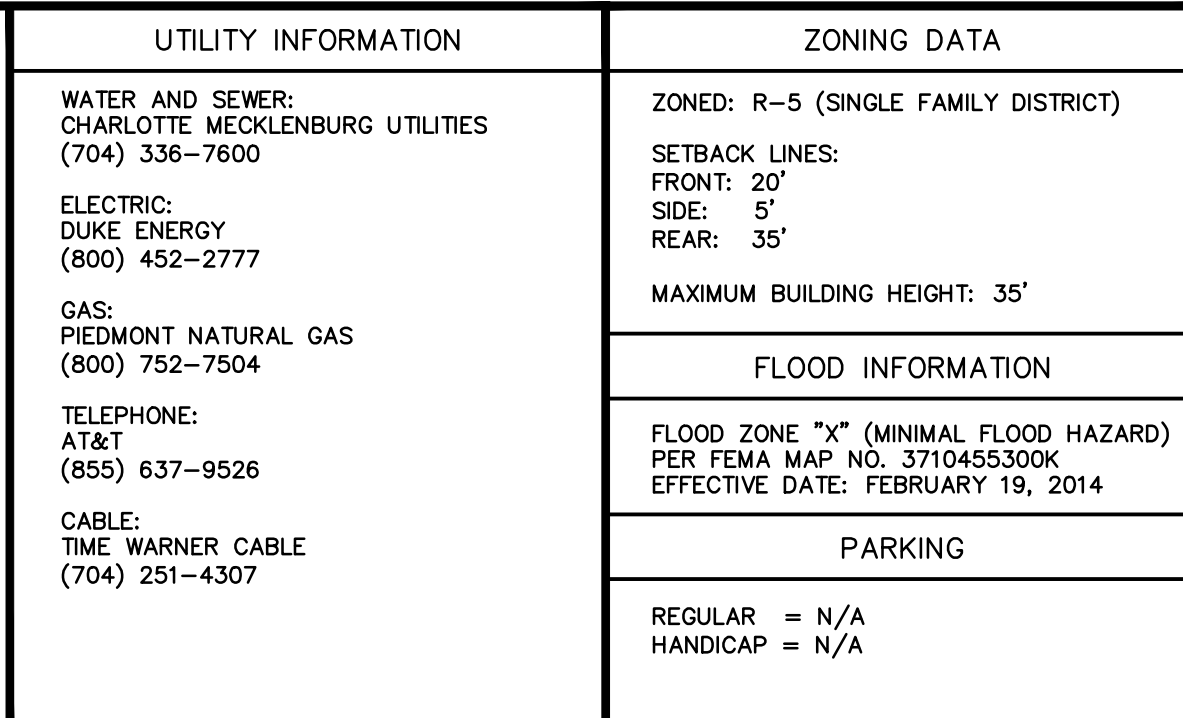 UTILITY INFORMATION
WATER AND SEWER:
CHARLOTTE MECKLENBURG UTILITIES
(704) 336-7600
ELECTRIC:
DUKE ENERGY
(800) 452-2777
GAS:
PIEDMONT NATURAL GAS
(800) 752-7504
TELEPHONE:
AT&T
(855) 637-9526
CABLE:
TIME WARNER CABLE
(704) 251-4307
ZONING DATA
ZONED: R-5 (SINGLE FAMILY DISTRICT)
SETBACK LINES:
FRONT: 20'
SIDE: 5'
REAR: 35'
MAXIMUM BUILDING HEIGHT: 35'
FLOOD INFORMATION
FLOOD ZONE "X" (MINIMAL FLOOD HAZARD)
PER FEMA MAP NO. 3710455300K
EFFECTIVE DATE: FEBRUARY 19, 2014
PARKING
REGULAR = N/A
HANDICAP = N/A